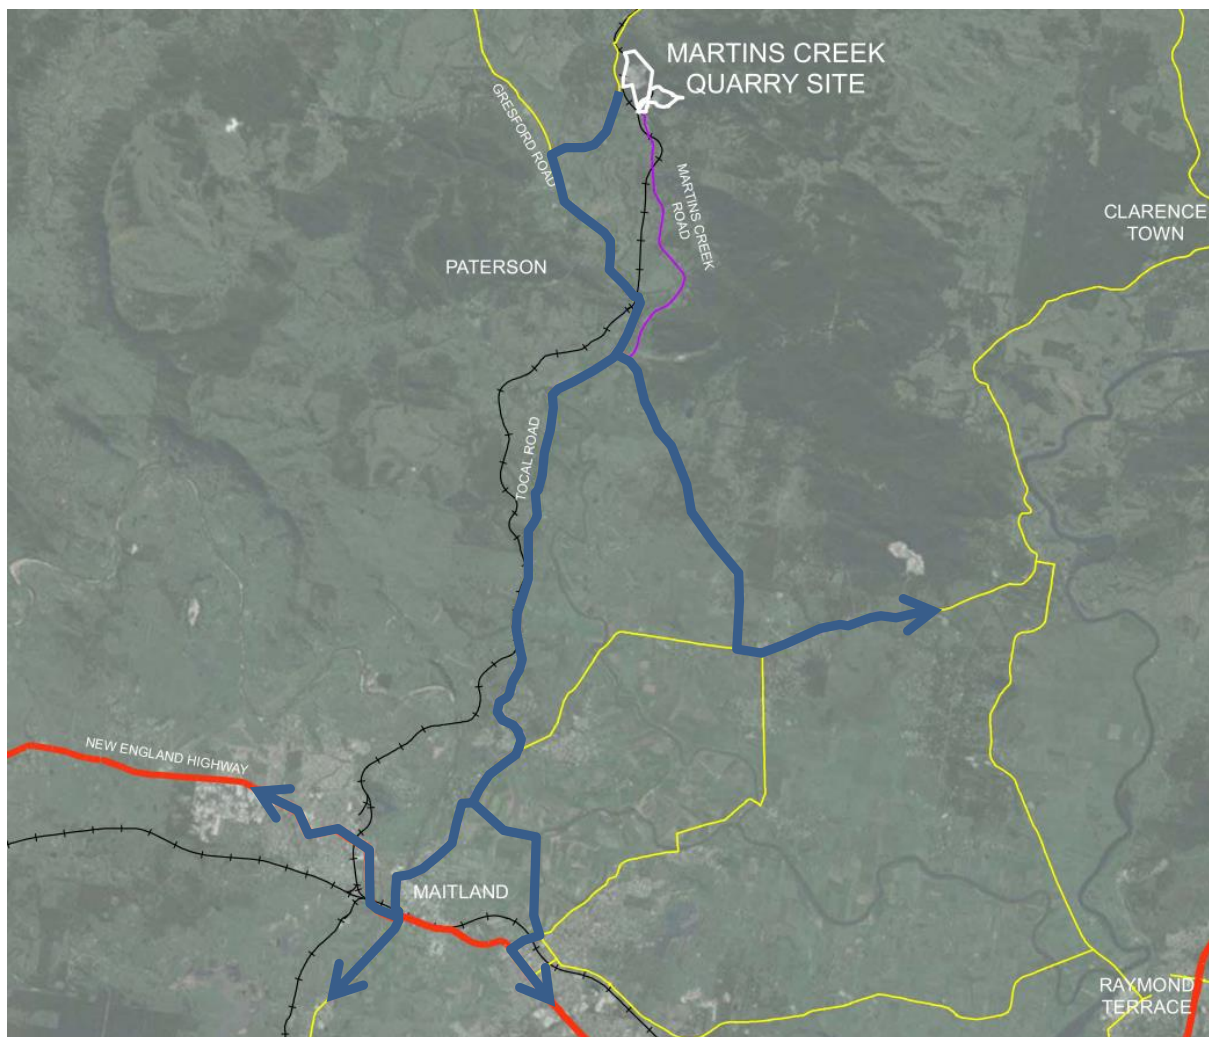 MARTINS CREEK
QUARRY SITE
GRESFORD ROAD
MARTINS CREEK
ROAD
CLARENCE
TOWN
PATERSON
TOCAL ROAD
NEW ENGLAND HIGHWAY
MAITLAND
RAYMOND
TERRACE